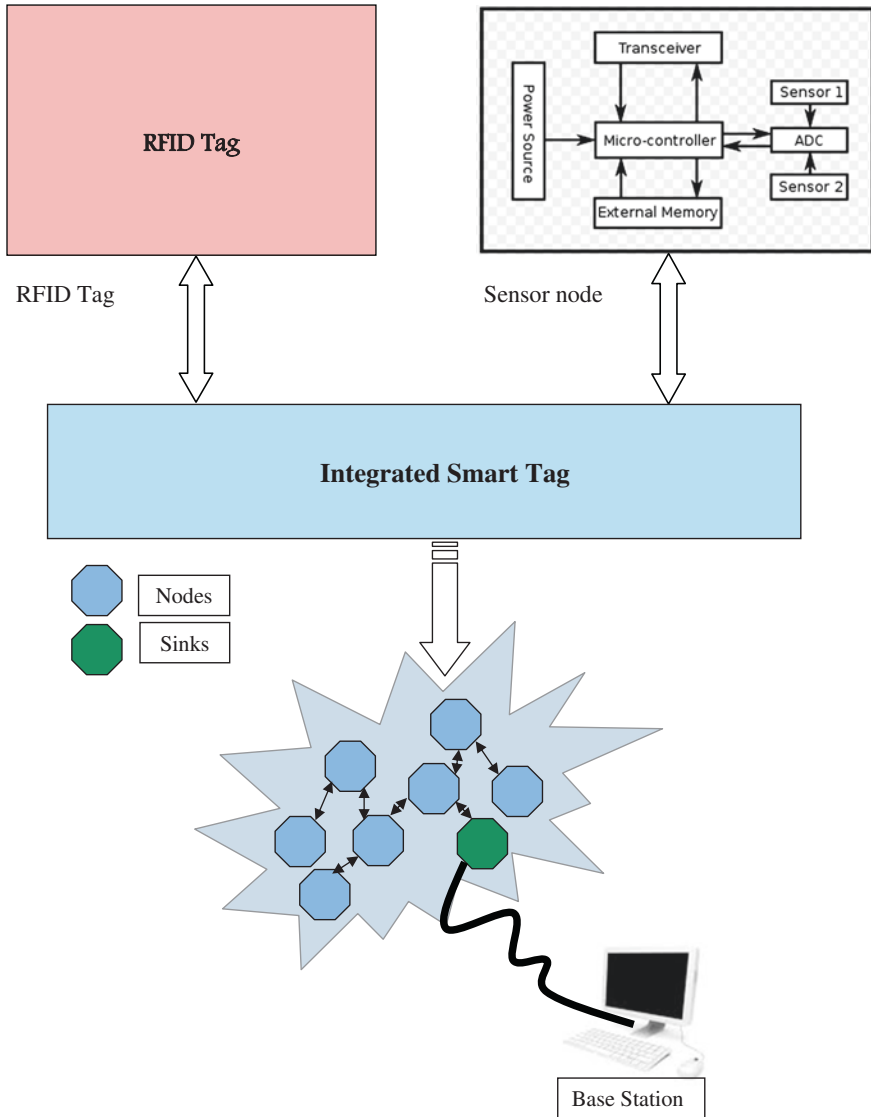 RFID Tag
Transceiver
Power Source
Sensor 1
Micro-controller
ADC
Sensor 2
External Memory
RFID Tag
Sensor node
Integrated Smart Tag
Nodes
Sinks
Base Station